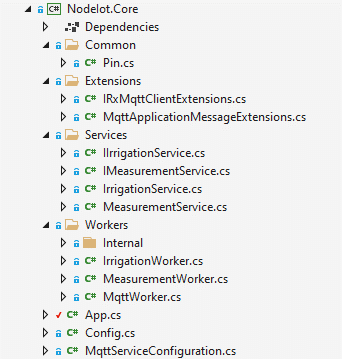 C# NodeIot.Core
Dependencies
Common
C# Pin.cs
Extensions
C# IRxMqttClientExtensions.cs
C# MqttApplicationMessageExtensions.cs
Services
C# IIrrigationService.cs
C# IMeasurementService.cs
C# IrrigationService.cs
C# MeasurementService.cs
Workers
Internal
C# IrrigationWorker.cs
C# MeasurementWorker.cs
C# MqttWorker.cs
C# App.cs
C# Config.cs
C# MqttServiceConfiguration.cs